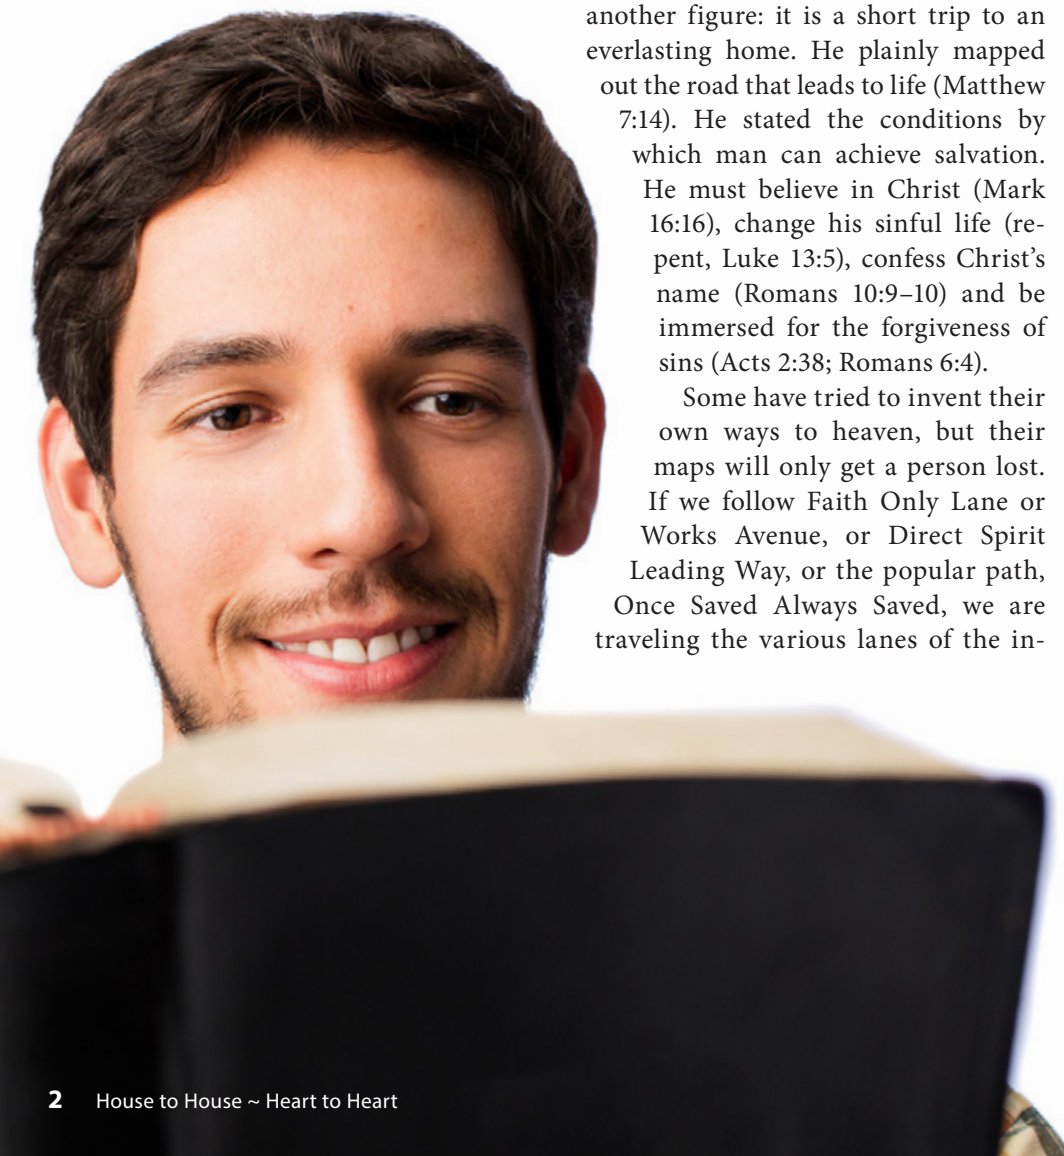 another figure: it is a short trip to an
everlasting home. He plainly mapped
out the road that leads to life (Matthew
7:14). He stated the conditions by
which man can achieve salvation.
He must believe in Christ (Mark
16:16), change his sinful life (re-
pent, Luke 13:5), confess Christ’s
name (Romans 10:9–10) and be
immersed for the forgiveness of
sins (Acts 2:38; Romans 6:4).
Some have tried to invent their
own ways to heaven, but their
maps will only get a person lost.
If we follow Faith Only Lane or
Works Avenue, or Direct Spirit
Leading Way, or the popular path,
Once Saved Always Saved, we are
traveling the various lanes of the in-
2 House to House ~ Heart to Heart